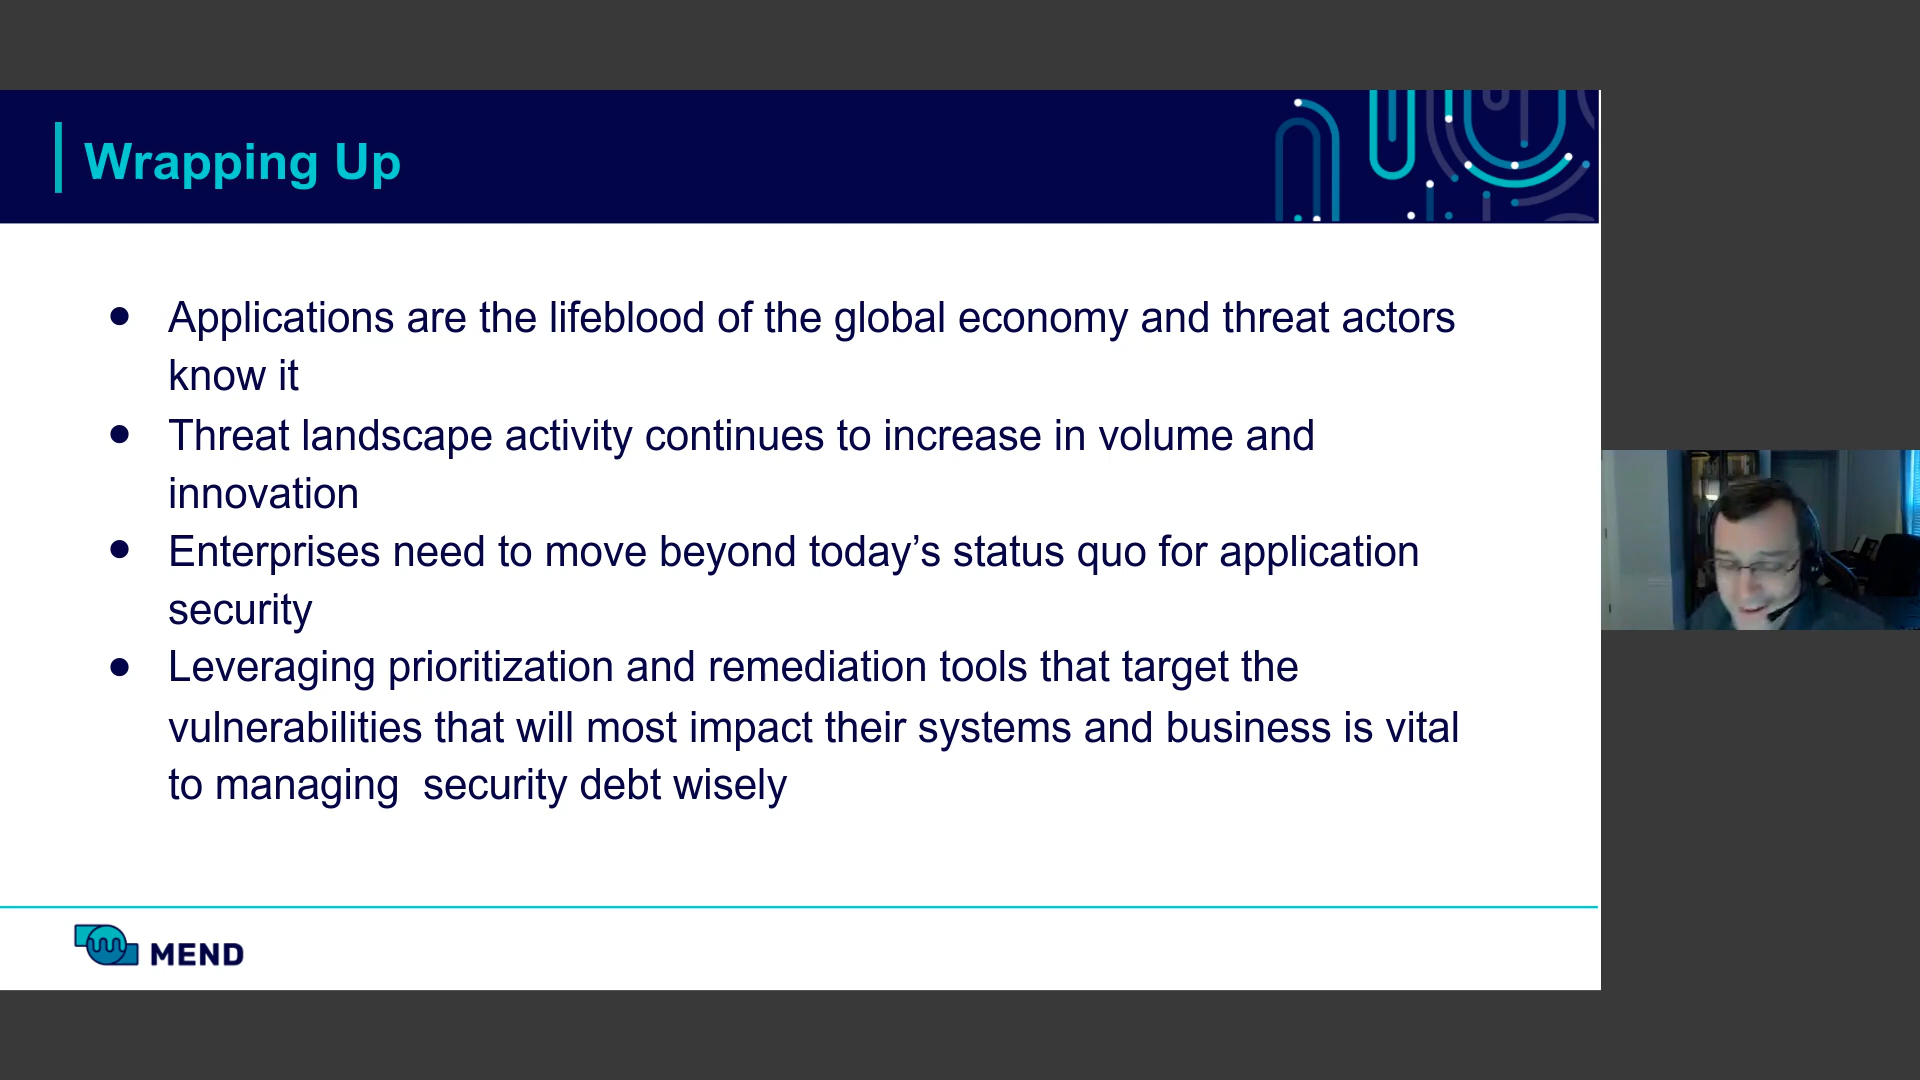 Wrapping Up
● Applications are the lifeblood of the global economy and threat actors
know it
● Threat landscape activity continues to increase in volume and
innovation
● Enterprises need to move beyond today’s status quo for application
security
● Leveraging prioritization and remediation tools that target the
vulnerabilities that will most impact their systems and business is vital
to managing  security debt wisely
MEND